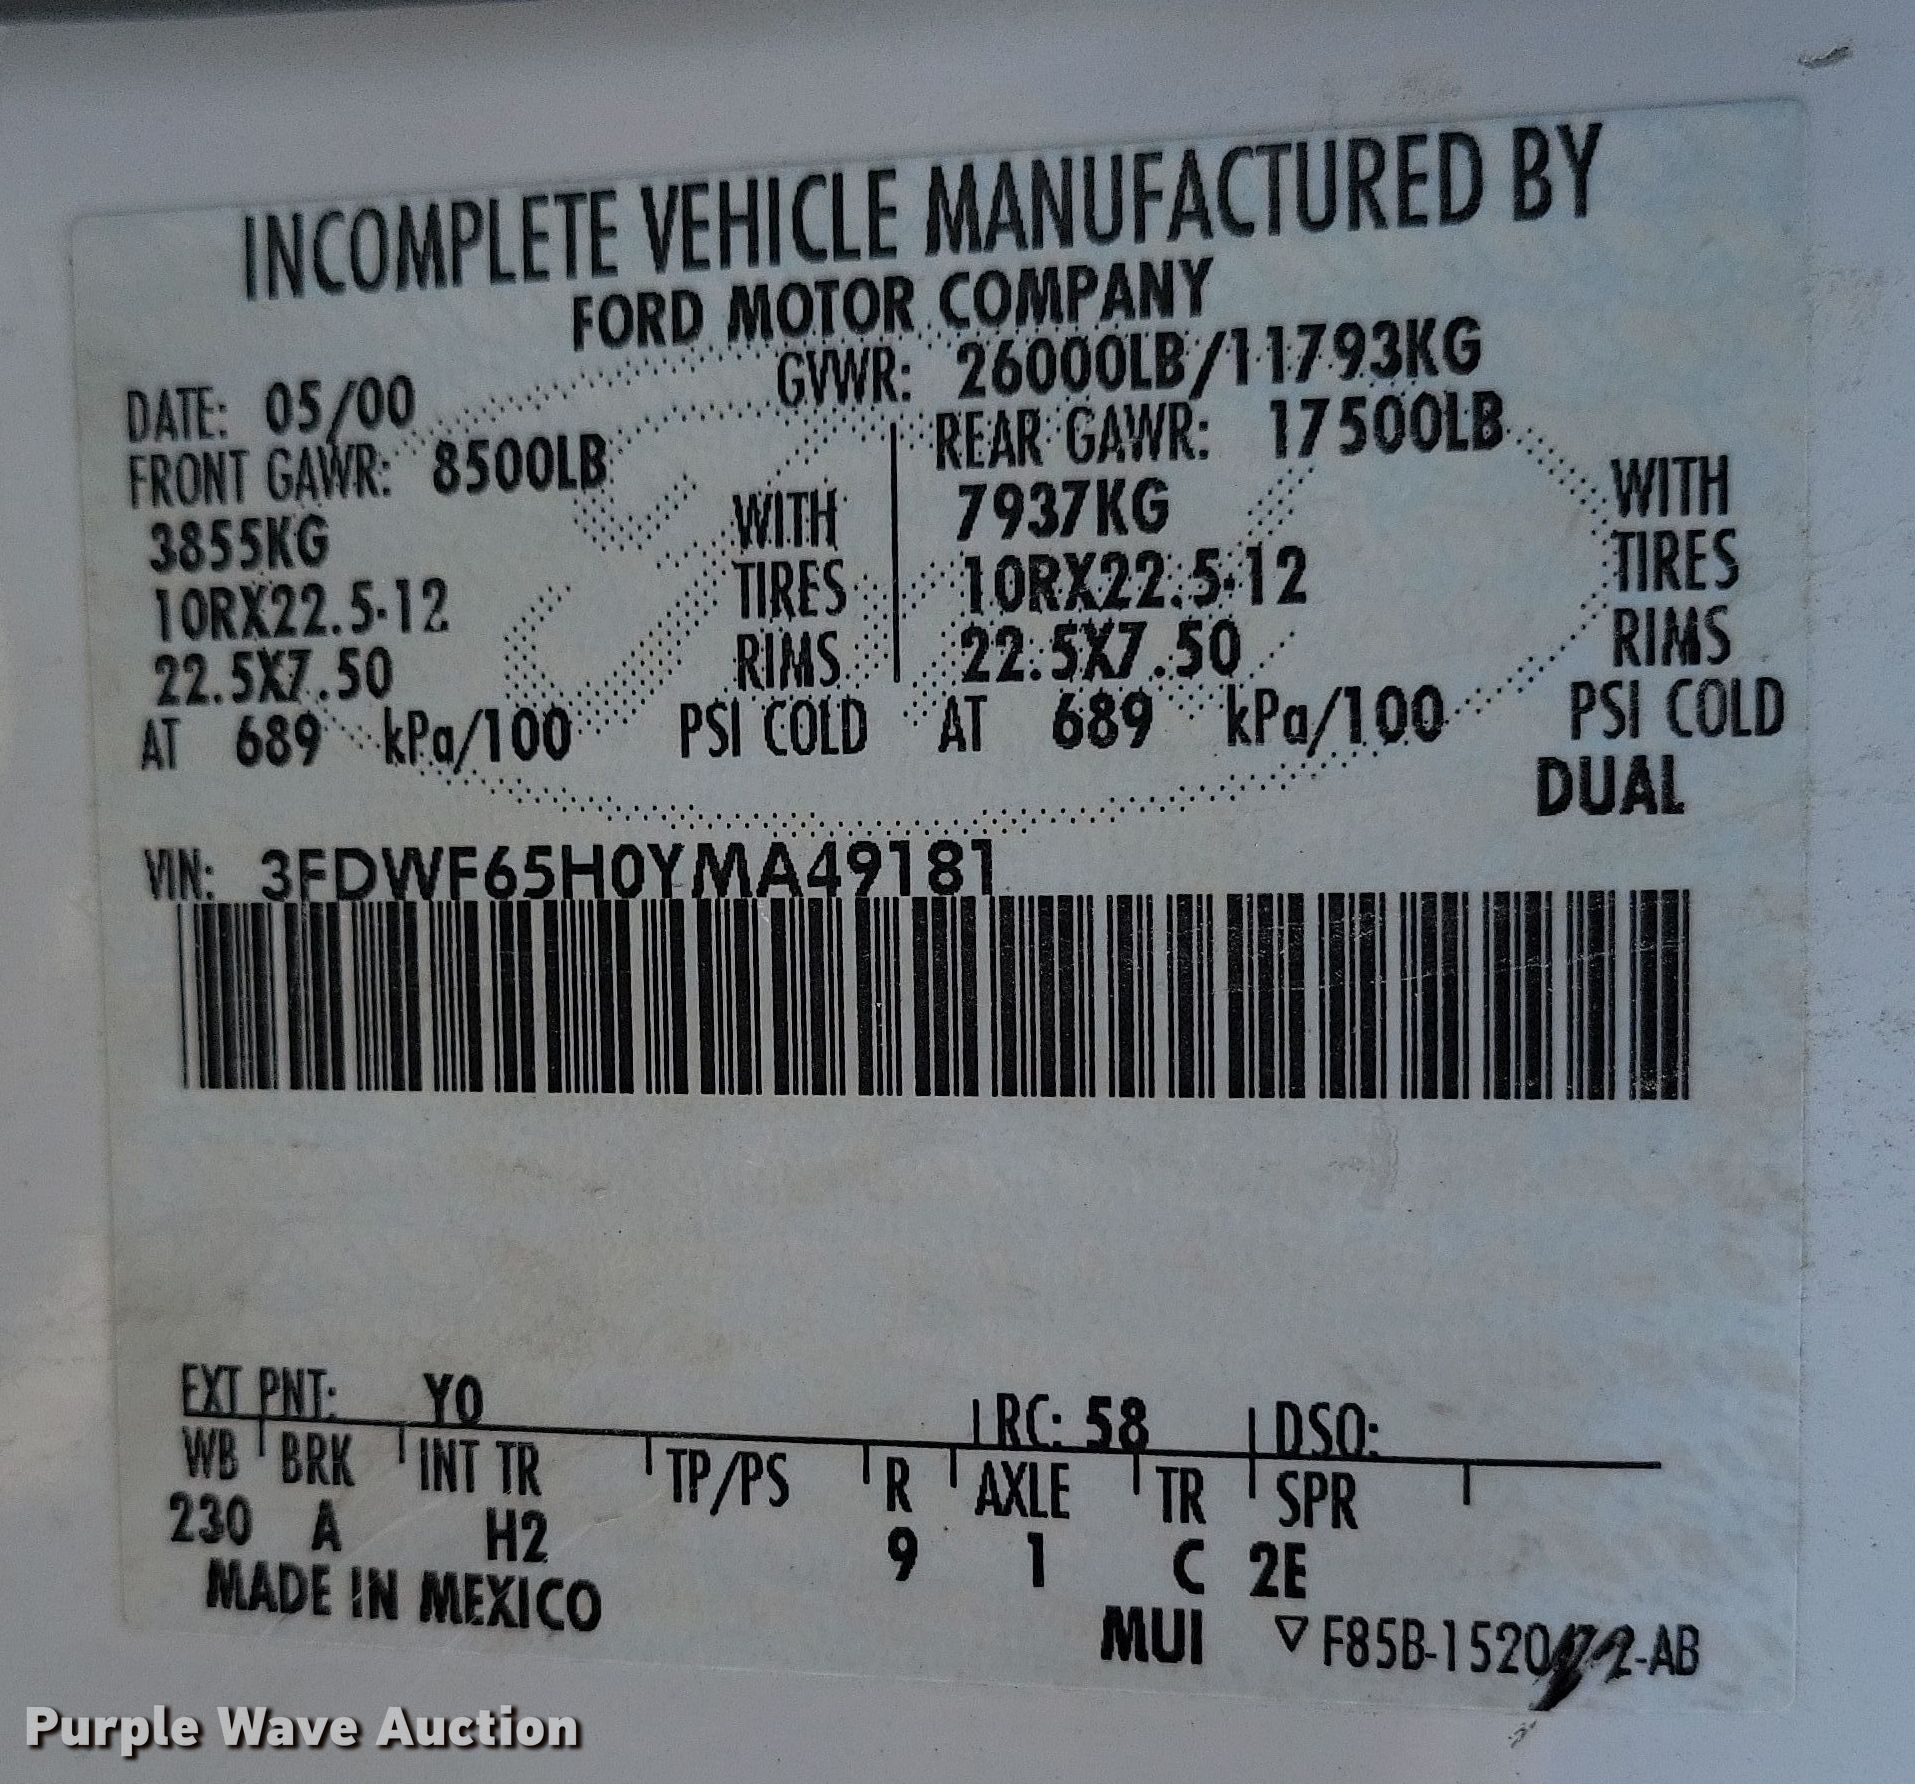 INCOMPLETE VEHICLE MANUFACTURED BY
FORD MOTOR COMPANY
DATE: 05/00 GVWR: 26000LB/11793KG
FRONT GAWR: 8500LB REAR GAWR: 17500LB
3855KG WITH 7937KG WITH
10RX22.5-12 TIRES 10RX22.5-12 TIRES
22.5X7.50 RIMS 22.5X7.50 RIMS
AT 689 kPa/100 PSI COLD AT 689 kPa/100 PSI COLD
DUAL
VIN: 3FDWF65H0YMA49181
EXT PNT: Y0 RC: 58 DSO:
WB BRK INT TR TP/PS R AXLE TR SPR
230 A H2 9 1 C 2E
MADE IN MEXICO
MUI
Purple Wave Auction